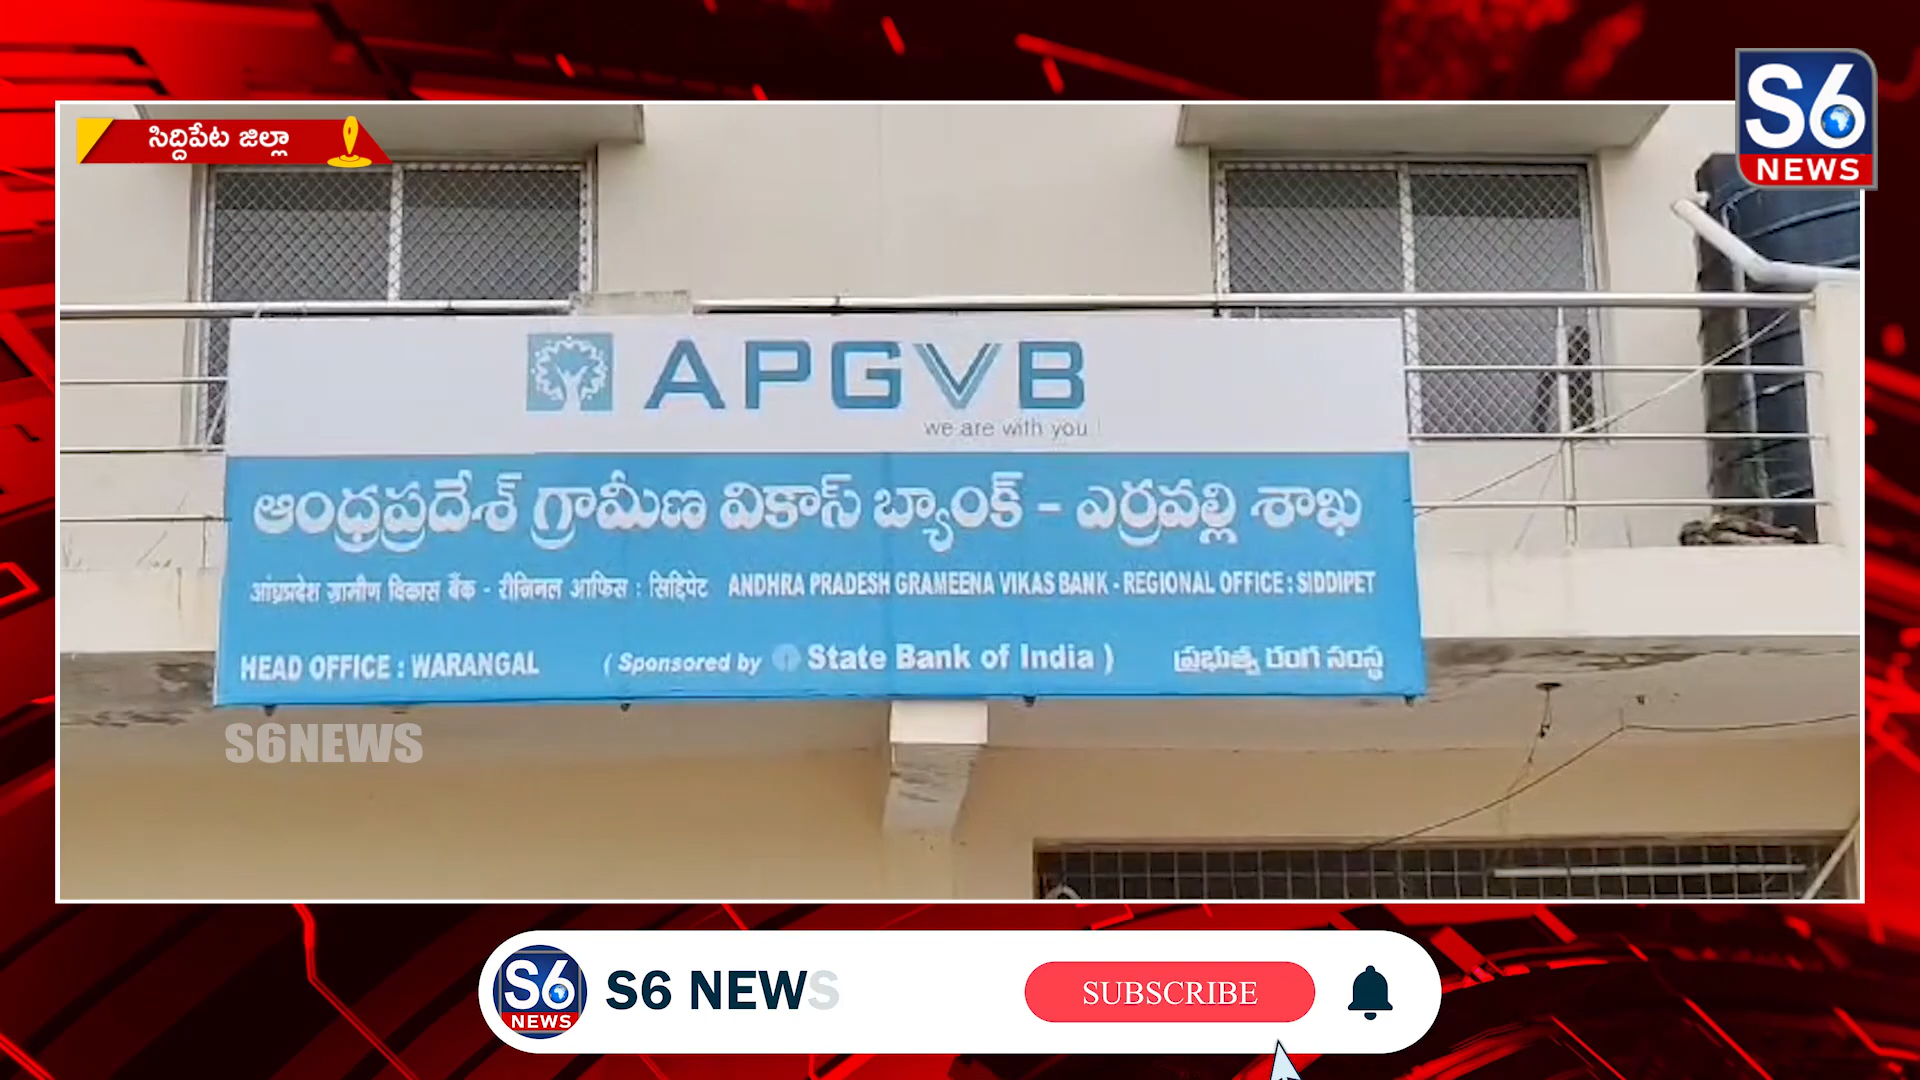 S6
NEWS
సిద్దిపేట జిల్లా
APGVB
we are with you !
ఆంధ్రప్రదేశ్ గ్రామీణ వికాస్ బ్యాంక్ - ఎర్రవల్లి శాఖ
आंध्रप्रदेश ग्रामीण विकास बैंक - रीजिनल आफिस : सिद्दिपेट ANDHRA PRADESH GRAMEENA VIKAS BANK - REGIONAL OFFICE : SIDDIPET
HEAD OFFICE : WARANGAL ( Sponsored by State Bank of India ) ప్రభుత్వ రంగ సంస్థ
S6NEWS
S6
NEWS
S6 NEWS
SUBSCRIBE